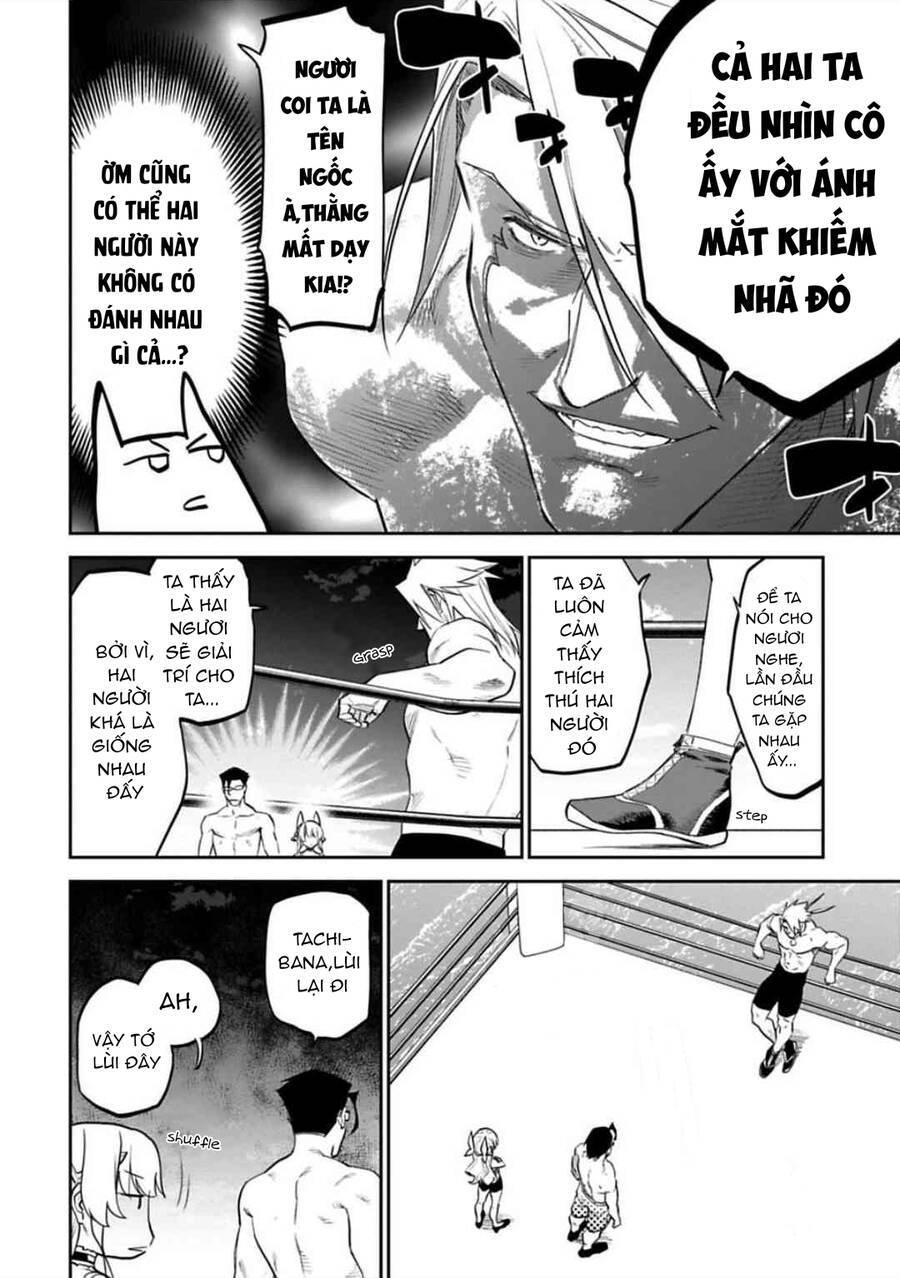 CẢ HAI TA
ĐỀU NHÌN CÔ
ẤY VỚI ÁNH
MẮT KHIẾM
NHÃ ĐÓ
NGƯƠI
COI TA LÀ
TÊN
NGỐC
À,THẰNG
MẤT DẠY
KIA!?
ỜM CŨNG
CÓ THỂ HAI
NGƯỜI NÀY
KHÔNG CÓ
ĐÁNH NHAU
GÌ CẢ...?
ĐỂ TA
NÓI CHO
NGƯƠI
NGHE,
LẦN ĐẦU
CHÚNG
TA GẶP
NHAU
ẤY...
TA ĐÃ
LUÔN
CẢM
THẤY
THÍCH
THÚ HAI
NGƯỜI
ĐÓ
step
TA THẤY
LÀ HAI
NGƯƠI
SẼ GIẢI
TRÍ CHO
TA...
grasp
BỞI VÌ,
HAI
NGƯỜI
KHÁ LÀ
GIỐNG
NHAU
ĐẤY
TACHI-
BANA,LÙI
LẠI ĐI
AH,
VẬY TỚ
LÙI ĐÂY
shuffle